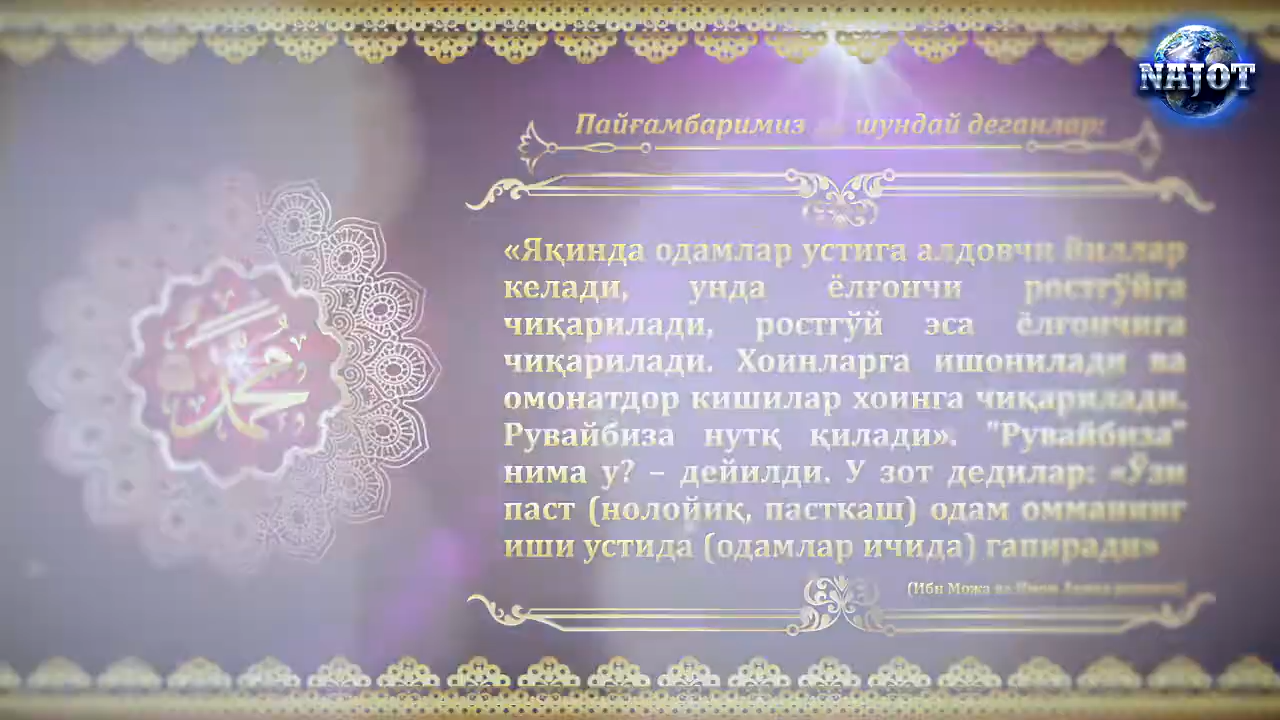 NAJOT
Пайғамбаримиз шундай деганлар:
محمد
«Яқинда одамлар устига алдовчи йиллар
келади, унда ёлғончи ростгўйга
чиқарилади, ростгўй эса ёлғончига
чиқарилади. Хоинларга ишонилади ва
омонатдор кишилар хоинга чиқарилади.
Рувайбиза нутқ қилади». "Рувайбиза"
нима у? – дейилди. У зот дедилар: «Ўзи
паст (нолойиқ, пасткаш) одам омманинг
иши устида (одамлар ичида) гапиради»
(Ибн Можа ва Имом